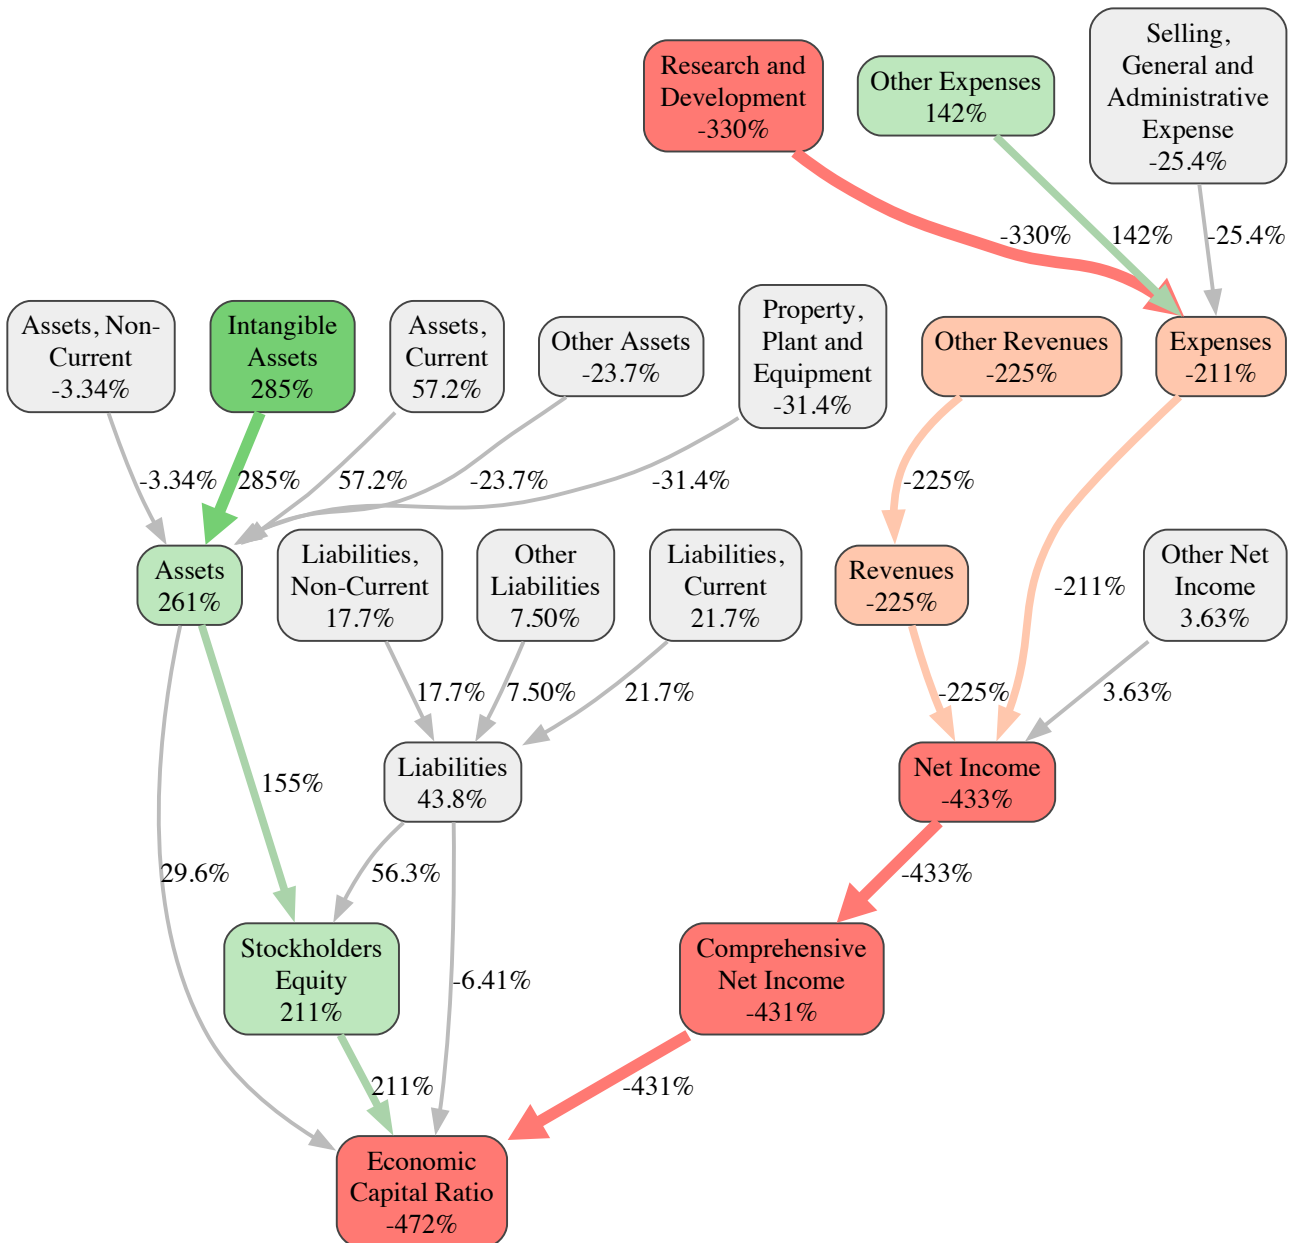 Research and
Development
-330%
Other Expenses
142%
Selling,
General and
Administrative
Expense
-25.4%
-330%
142%
-25.4%
Assets, Non-
Current
-3.34%
Intangible
Assets
285%
Assets,
Current
57.2%
Other Assets
-23.7%
Property,
Plant and
Equipment
-31.4%
Other Revenues
-225%
Expenses
-211%
-3.34%
285%
57.2%
-23.7%
-31.4%
-225%
Assets
261%
Liabilities,
Non-Current
17.7%
Other
Liabilities
7.50%
Liabilities,
Current
21.7%
Revenues
-225%
-211%
Other Net
Income
3.63%
17.7%
7.50%
21.7%
-225%
3.63%
155%
Liabilities
43.8%
Net Income
-433%
29.6%
56.3%
-433%
Stockholders
Equity
211%
-6.41%
Comprehensive
Net Income
-431%
211%
-431%
Economic
Capital Ratio
-472%